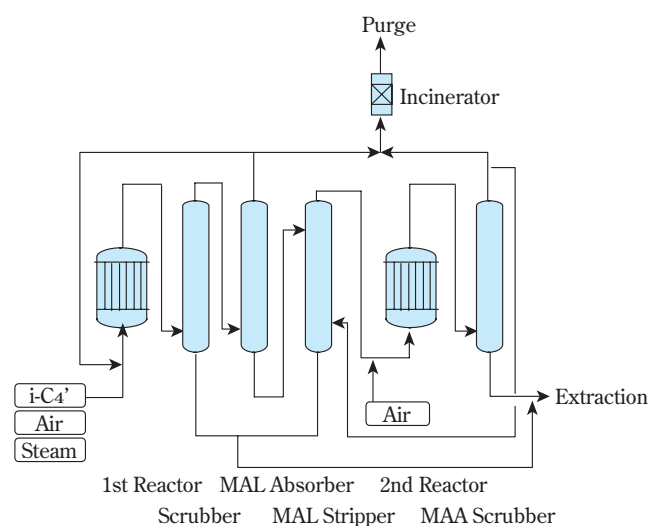 Purge
Incinerator
i-C4’
Air
Steam
Air
Extraction
1st Reactor MAL Absorber 2nd Reactor
Scrubber MAL Stripper MAA Scrubber